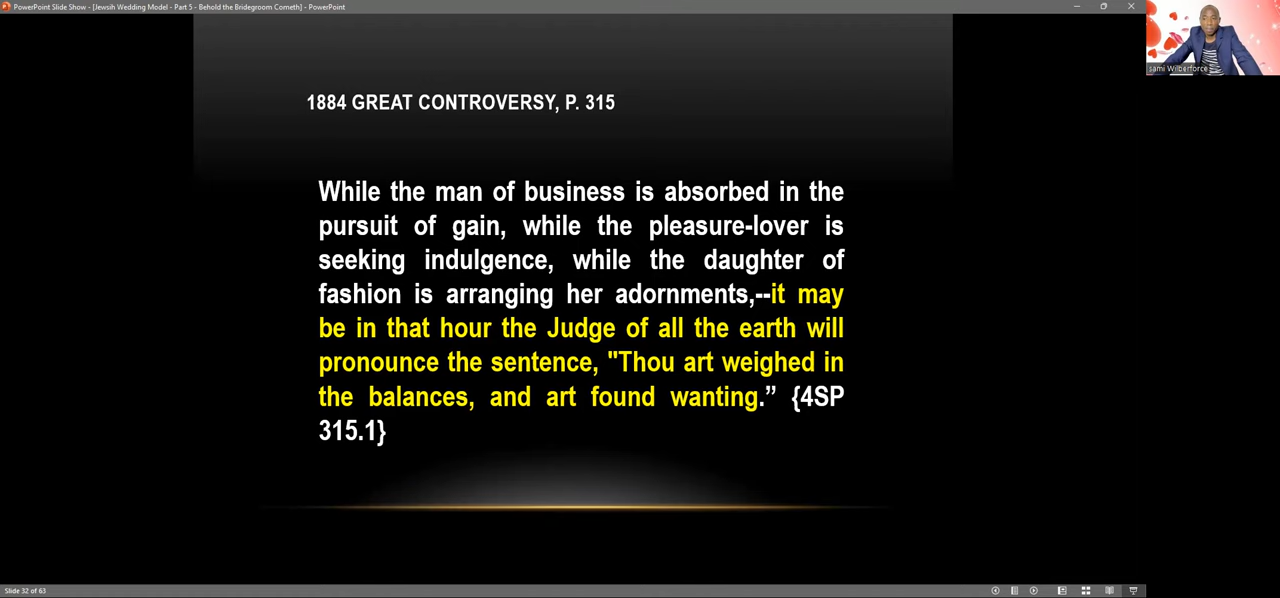 PowerPoint Slide Show - [Jewsih Wedding Model - Part 5 - Behold the Bridegroom Cometh] - PowerPoint
sami Wilberforce
1884 GREAT CONTROVERSY, P. 315
While the man of business is absorbed in the
pursuit of gain, while the pleasure-lover is
seeking indulgence, while the daughter of
fashion is arranging her adornments,--it may
be in that hour the Judge of all the earth will
pronounce the sentence, "Thou art weighed in
the balances, and art found wanting.” {4SP
315.1}
Slide 32 of 63